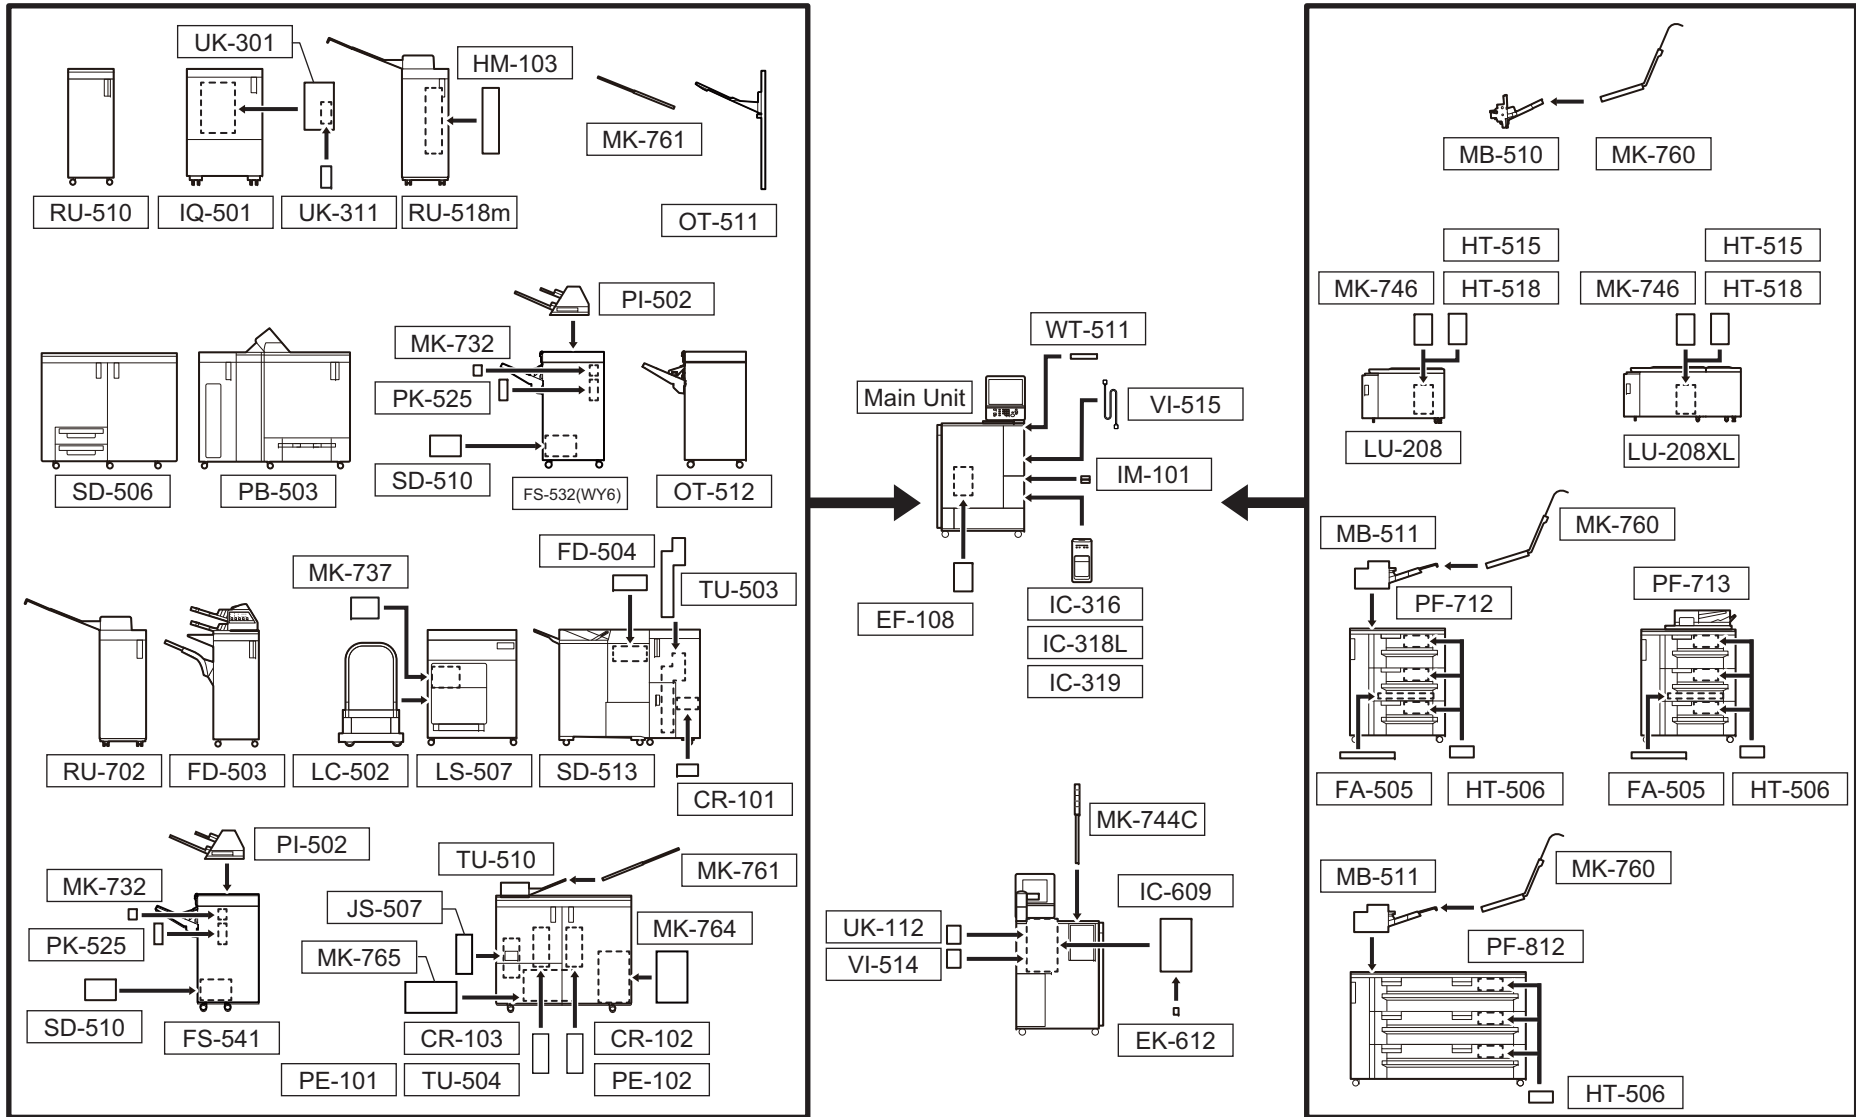 UK-301
HM-103
MK-761
RU-510
IQ-501
UK-311
RU-518m
OT-511
PI-502
MK-732
PK-525
SD-510
SD-506
PB-503
FS-532(WY6)
OT-512
FD-504
MK-737
TU-503
RU-702
FD-503
LC-502
LS-507
SD-513
CR-101
PI-502
MK-732
PK-525
SD-510
FS-541
TU-510
MK-761
JS-507
MK-764
MK-765
CR-103
CR-102
PE-101
TU-504
PE-102
WT-511
Main Unit
VI-515
IM-101
EF-108
IC-316
IC-318L
IC-319
MK-744C
IC-609
UK-112
VI-514
EK-612
MB-510
MK-760
HT-515
HT-515
MK-746
HT-518
MK-746
HT-518
LU-208
LU-208XL
MB-511
MK-760
PF-712
PF-713
FA-505
HT-506
FA-505
HT-506
MB-511
MK-760
PF-812
HT-506